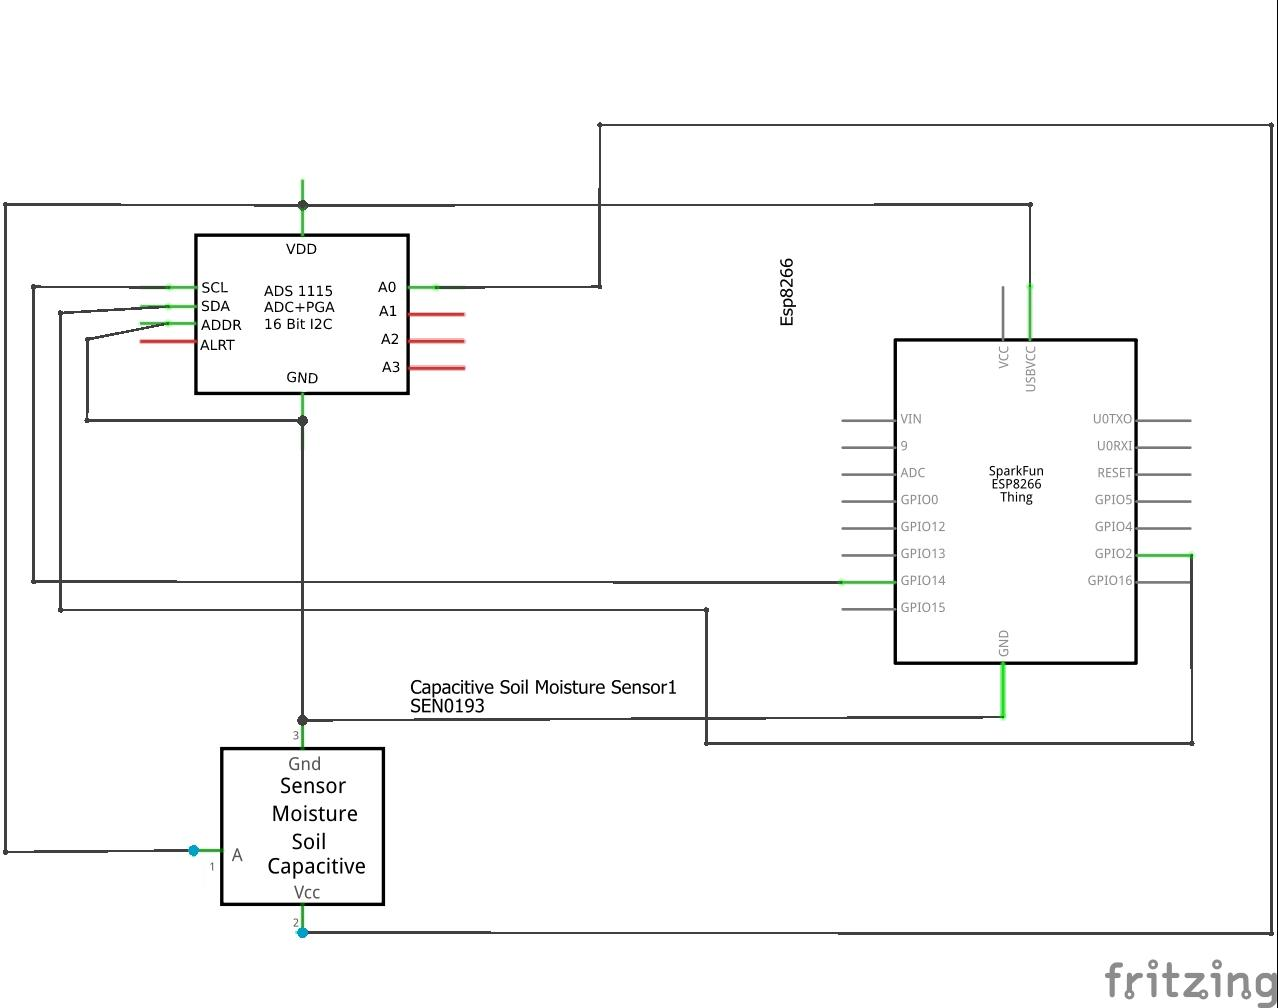 VDD
SCL
SDA
ADDR
ALRT
ADS 1115
ADC+PGA
16 Bit I2C
A0
A1
A2
A3
GND
Esp8266
VCC
USBVCC
VIN
9
ADC
GPIO0
GPIO12
GPIO13
GPIO14
GPIO15
SparkFun
ESP8266
Thing
U0TXO
U0RXI
RESET
GPIO5
GPIO4
GPIO2
GPIO16
GND
Capacitive Soil Moisture Sensor1
SEN0193
3
Gnd
Sensor
Moisture
Soil
Capacitive
A
1
Vcc
2
fritzing